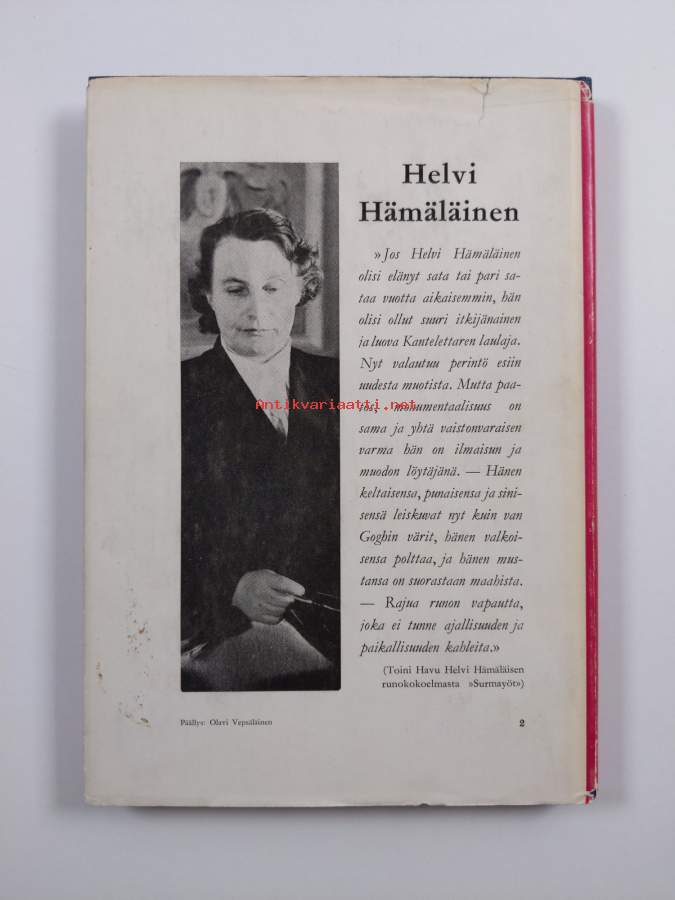 Helvi
Hämäläinen
»Jos Helvi Hämäläinen
olisi elänyt sata tai pari sa-
taa vuotta aikaisemmin, hän
olisi ollut suuri itkijänainen
ja luova Kantelettaren laulaja.
Nyt valautuu perintö esiin
uudesta muotista. Mutta paa-
tos, monumentaalisuus on
sama ja yhtä vaistonvaraisen
varma hän on ilmaisun ja
muodon löytäjänä. — Hänen
keltaisensa, punaisensa ja sini-
sensä leiskuvat nyt kuin van
Goghin värit, hänen valkoi-
sensa polttaa, ja hänen mus-
tansa on suorastaan maahista.
— Rajua runon vapautta,
joka ei tunne ajallisuuden ja
paikallisuuden kahleita.»
(Toini Havu Helvi Hämäläisen
runokokoelmasta »Surmayöt»)
Päällys: Olavi Vepsäläinen
2
Antikvariaatti.net